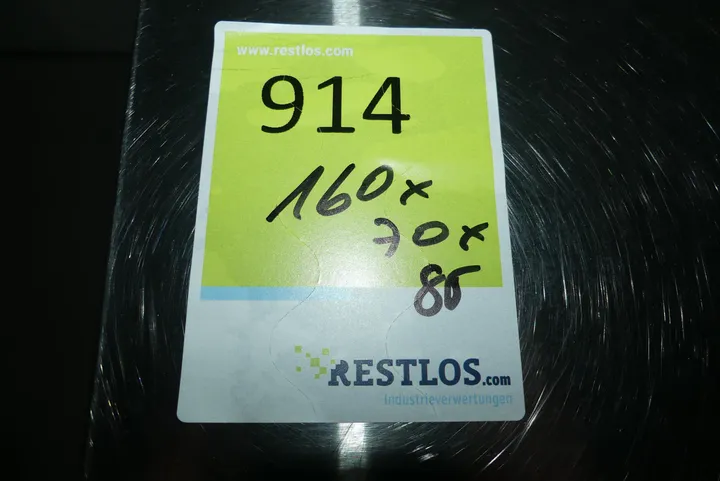 www.restlos.com
914
160x
70x
85
RESTLOS.com
Industrieverwertungen